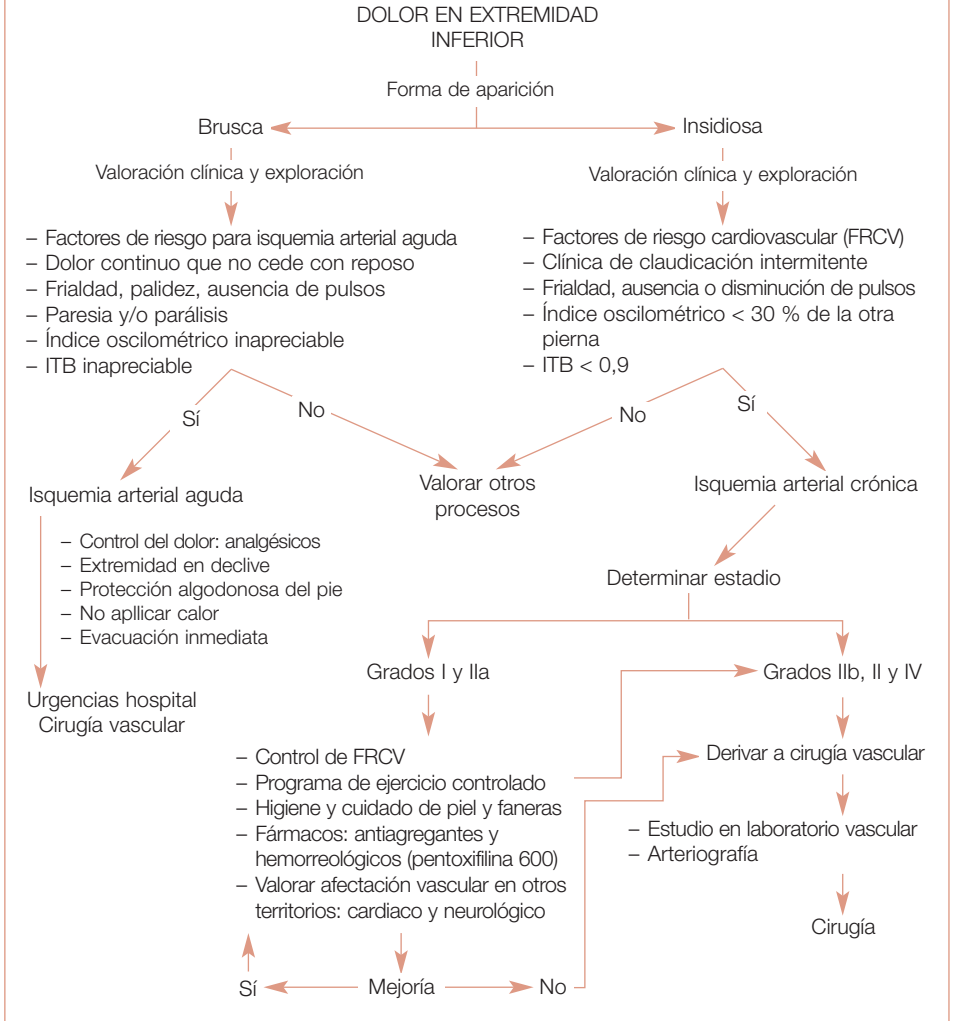 DOLOR EN EXTREMIDAD
INFERIOR
Forma de aparición
Brusca
Insidiosa
Valoración clínica y exploración
– Factores de riesgo para isquemia arterial aguda
– Dolor continuo que no cede con reposo
– Frialdad, palidez, ausencia de pulsos
– Paresia y/o parálisis
– Índice oscilométrico inapreciable
– ITB inapreciable
Valoración clínica y exploración
– Factores de riesgo cardiovascular (FRCV)
– Clínica de claudicación intermitente
– Frialdad, ausencia o disminución de pulsos
– Índice oscilométrico < 30 % de la otra
pierna
– ITB < 0,9
Sí
No
No
Sí
Isquemia arterial aguda
Valorar otros
procesos
Isquemia arterial crónica
– Control del dolor: analgésicos
– Extremidad en declive
– Protección algodonosa del pie
– No apllicar calor
– Evacuación inmediata
Urgencias hospital
Cirugía vascular
Determinar estadio
Grados I y IIa
Grados IIb, II y IV
– Control de FRCV
– Programa de ejercicio controlado
– Higiene y cuidado de piel y faneras
– Fármacos: antiagregantes y
hemorreológicos (pentoxifilina 600)
– Valorar afectación vascular en otros
territorios: cardiaco y neurológico
Derivar a cirugía vascular
– Estudio en laboratorio vascular
– Arteriografía
Cirugía
Sí
Mejoría
No